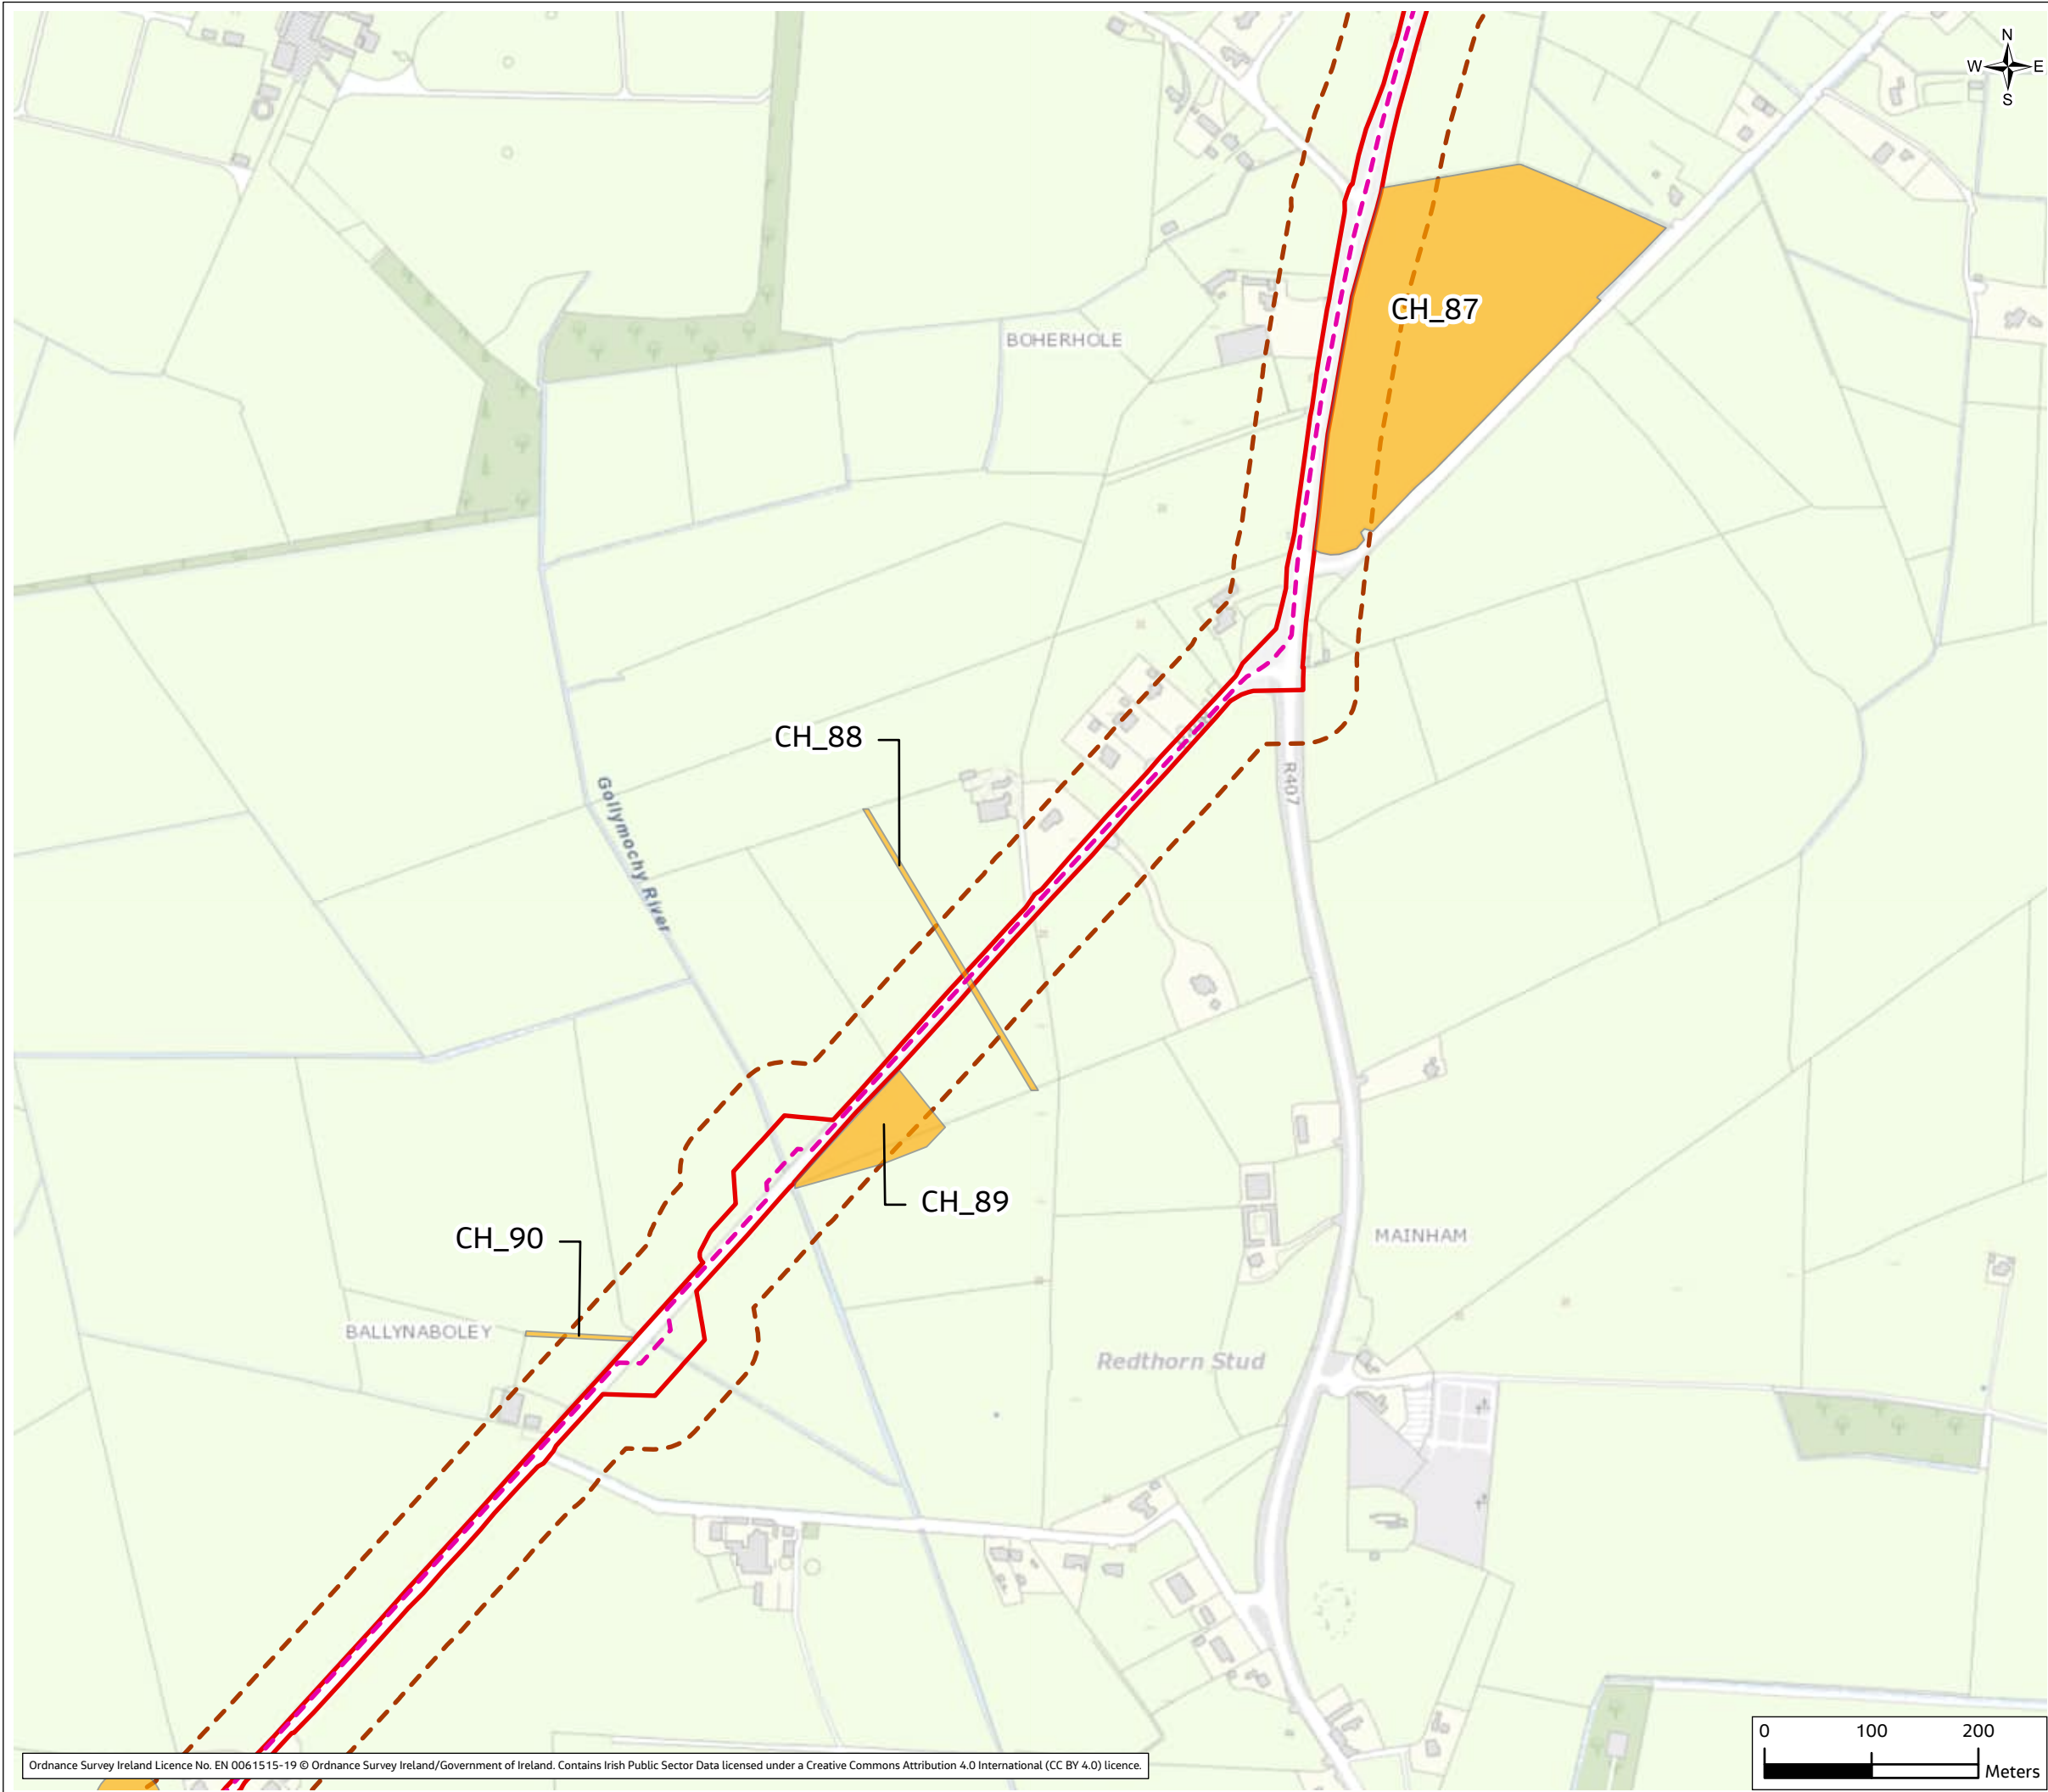 N
W E
S
CH_87
BOHERHOLE
CH_88
R407
Gollymochy River
CH_89
CH_90
MAINHAM
BALLYNABOLEY
Redthorn Stud
0 100 200
Meters
Ordnance Survey Ireland Licence No. EN 0061515-19 © Ordnance Survey Ireland/Government of Ireland. Contains Irish Public Sector Data licensed under a Creative Commons Attribution 4.0 International (CC BY 4.0) licence.